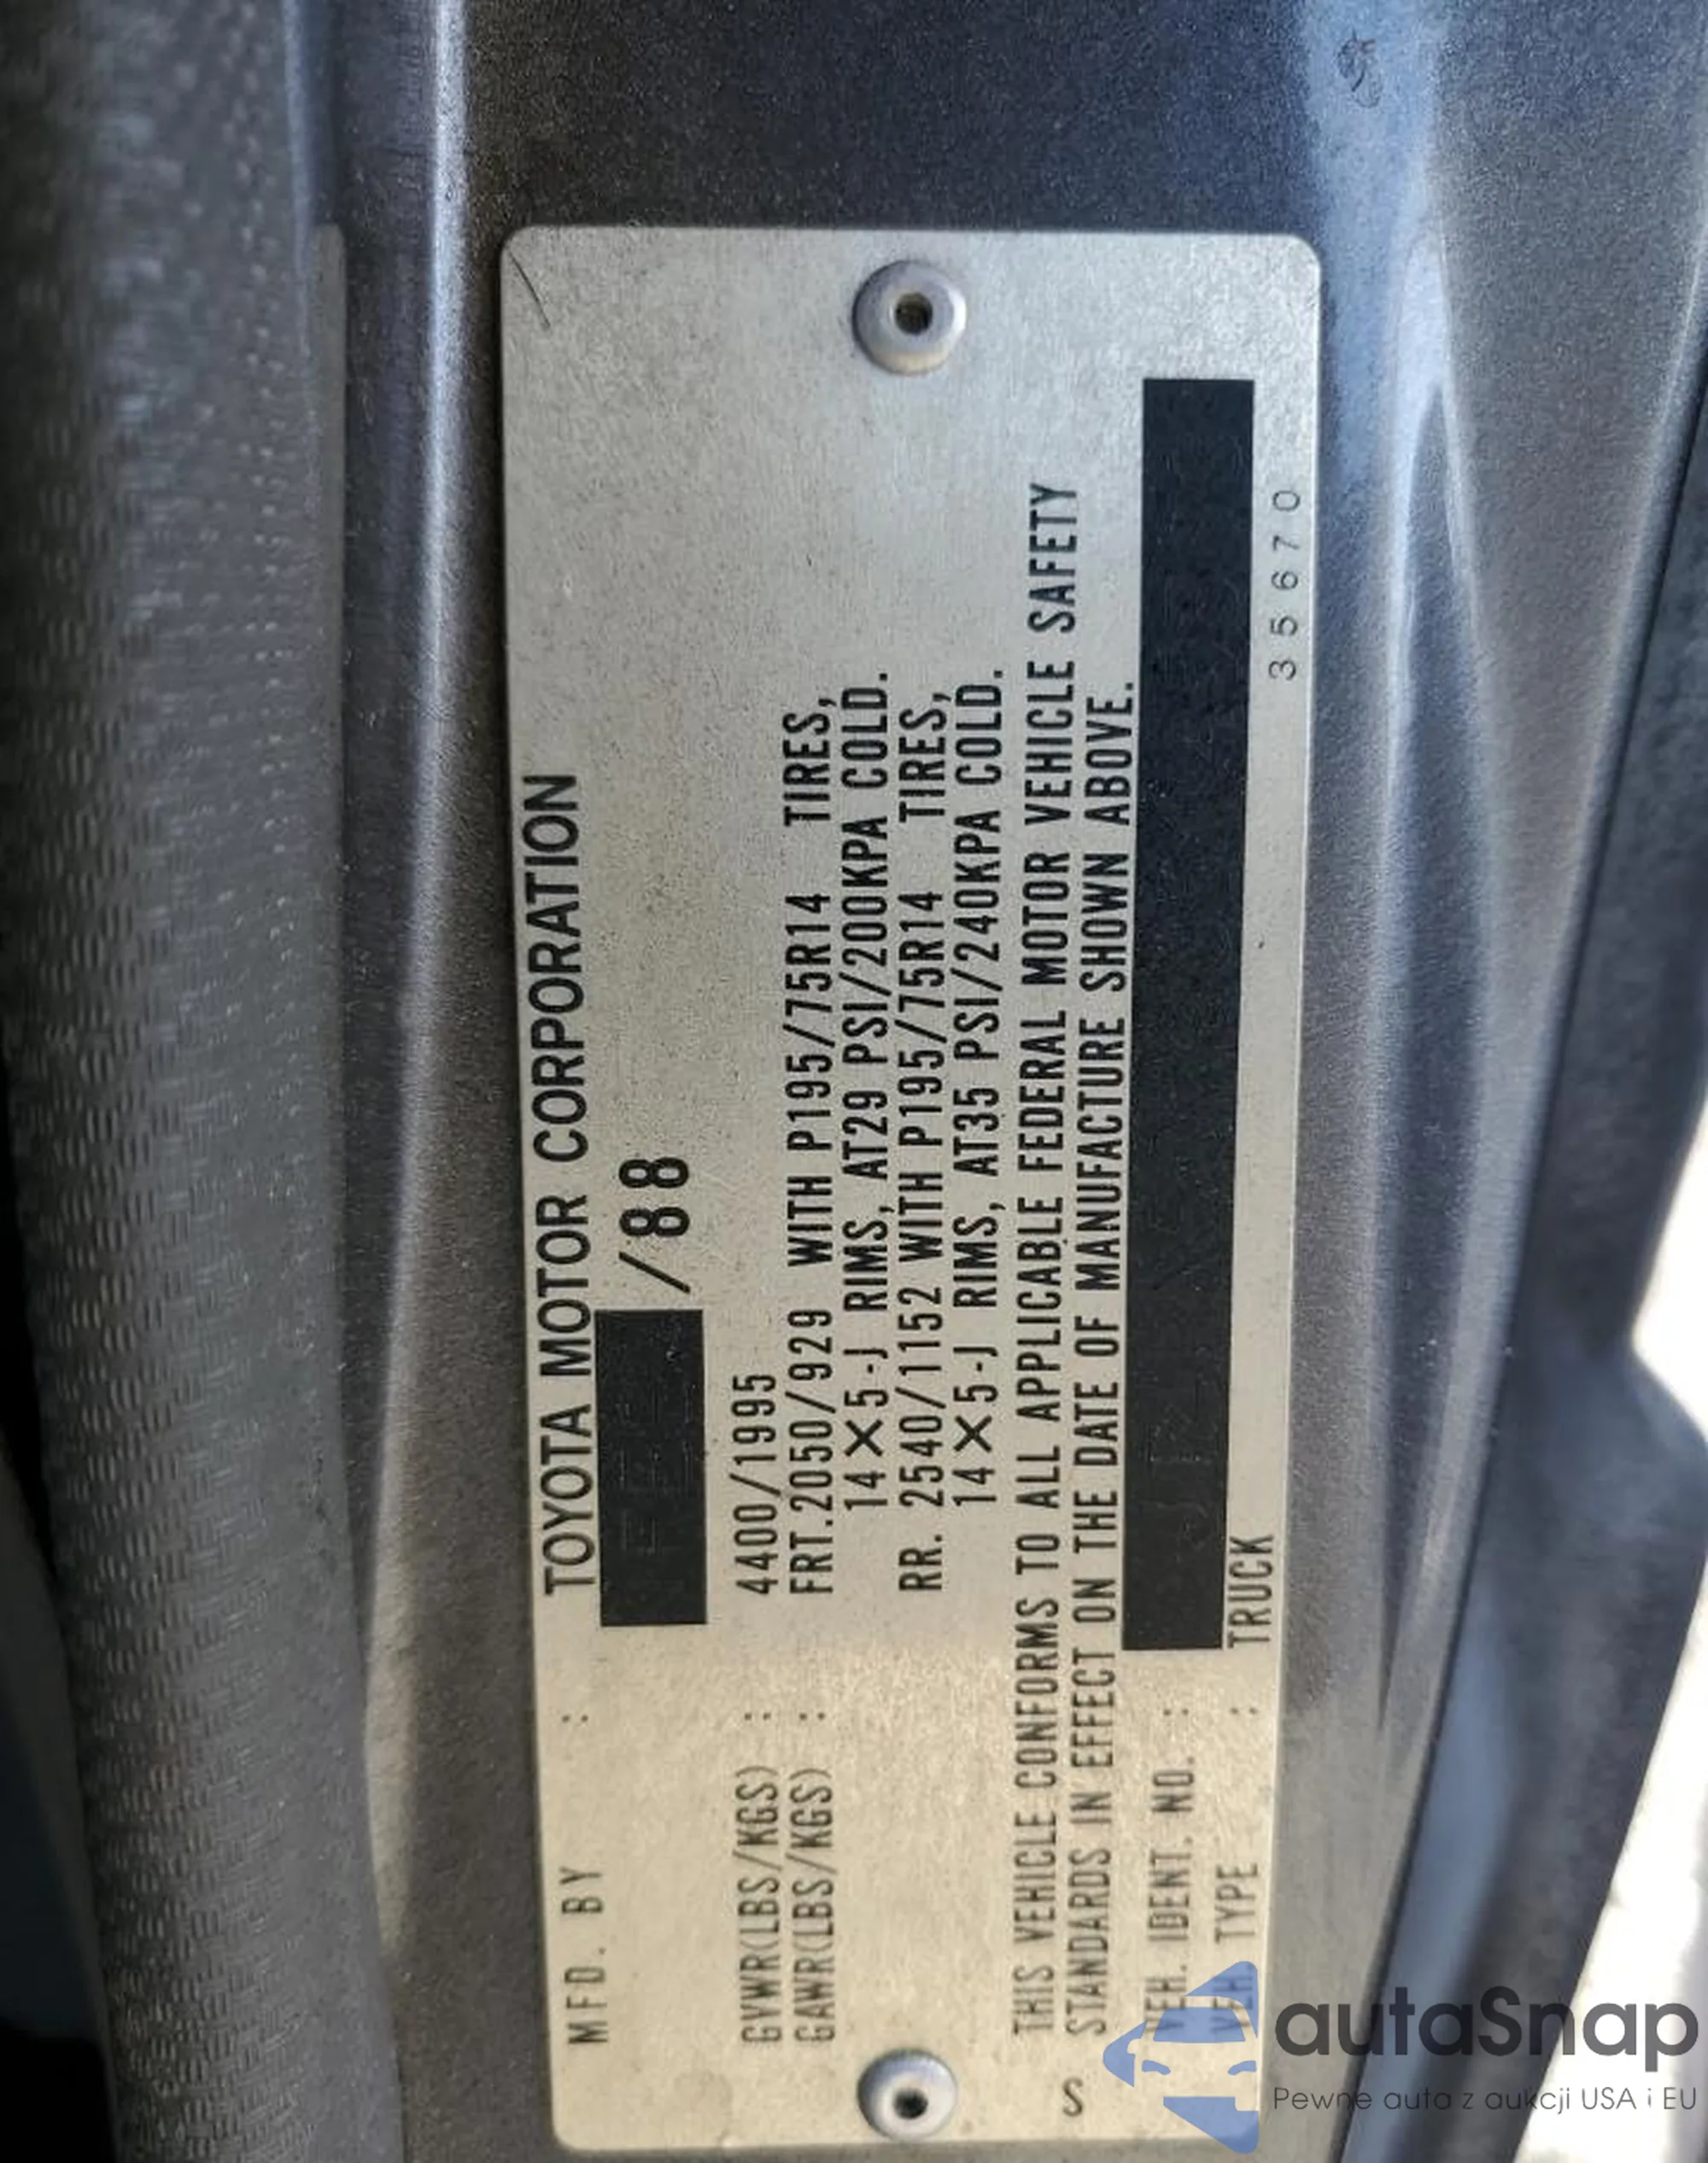 MFD. BY : TOYOTA MOTOR CORPORATION
/88
GVWR(LBS/KGS) : 4400/1995
GAWR(LBS/KGS) : FRT.2050/929 WITH P195/75R14 TIRES,
14×5-J RIMS, AT29 PSI/200KPA COLD.
RR. 2540/1152 WITH P195/75R14 TIRES,
14×5-J RIMS, AT35 PSI/240KPA COLD.
THIS VEHICLE CONFORMS TO ALL APPLICABLE FEDERAL MOTOR VEHICLE SAFETY
S STANDARDS IN EFFECT ON THE DATE OF MANUFACTURE SHOWN ABOVE.
VEH. IDENT. NO. :
VEH. TYPE : TRUCK 35670
autaSnap
Pewne auta z aukcji USA i EU